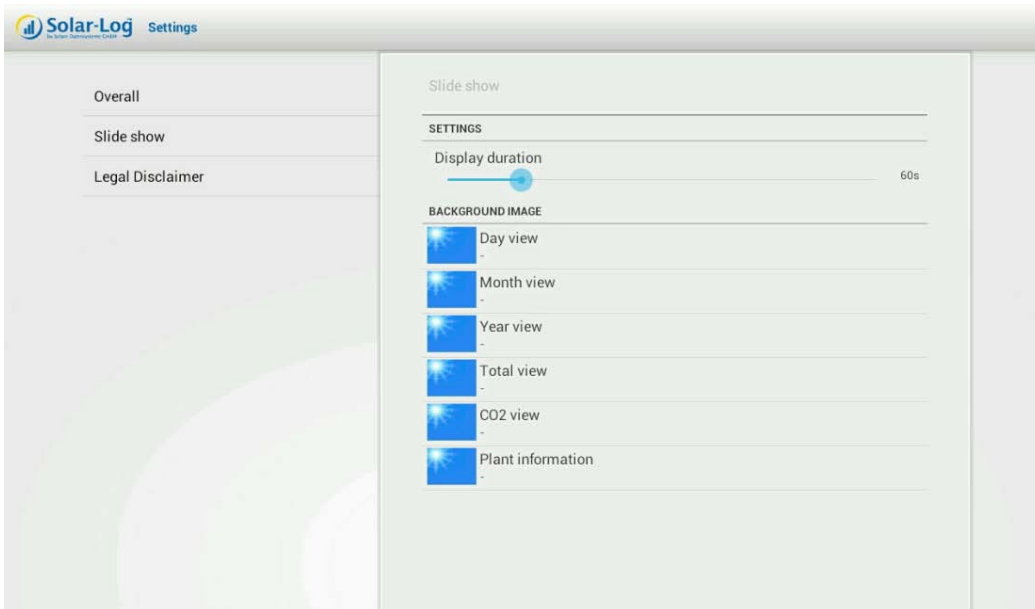 Solar-Log Settings
Overall
Slide show
Legal Disclaimer
Slide show
SETTINGS
Display duration
60s
BACKGROUND IMAGE
Day view
-
Month view
-
Year view
-
Total view
-
CO2 view
-
Plant information
-